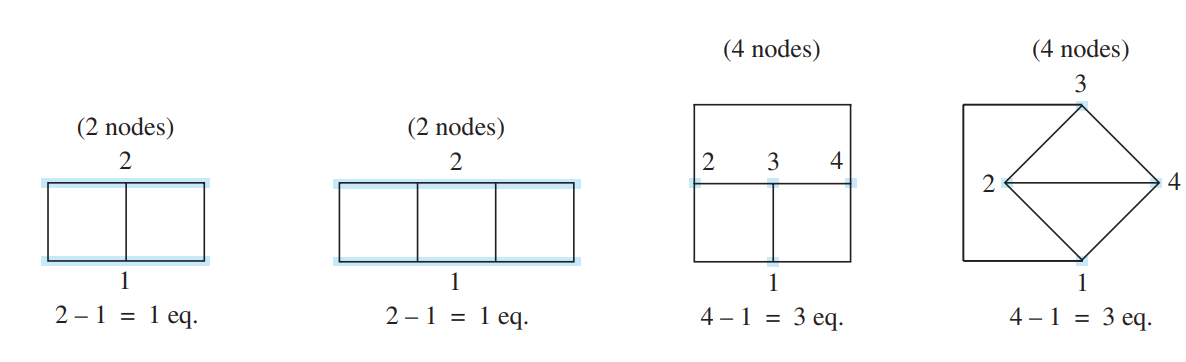 (2 nodes)
2
1
2 – 1 = 1 eq.
(2 nodes)
2
1
2 – 1 = 1 eq.
(4 nodes)
2 3 4
1
4 – 1 = 3 eq.
(4 nodes)
3
2 4
1
4 – 1 = 3 eq.